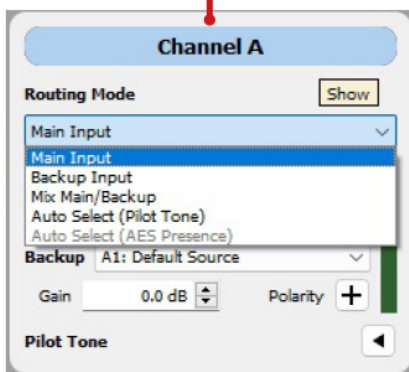 Channel A
Routing Mode Show
Main Input
Main Input
Backup Input
Mix Main/Backup
Auto Select (Pilot Tone)
Auto Select (AES Presence)
Backup A1: Default Source
Gain 0.0 dB Polarity +
Pilot Tone